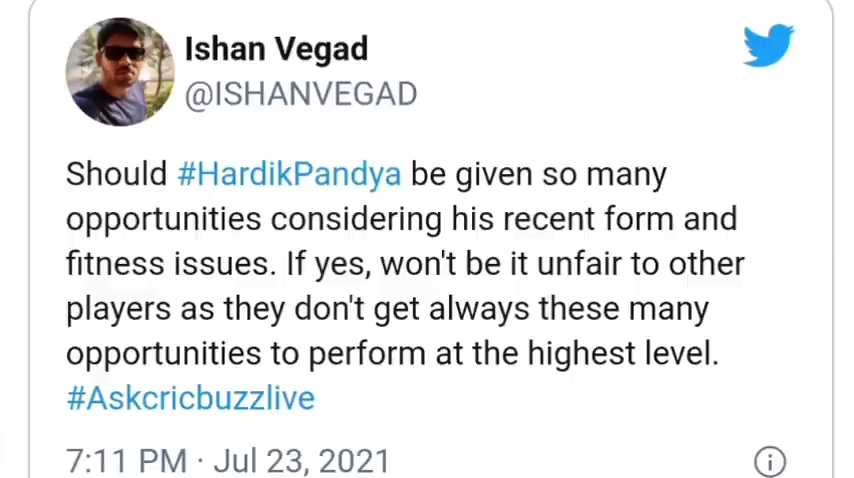 Ishan Vegad
@ISHANVEGAD
Should #HardikPandya be given so many
opportunities considering his recent form and
fitness issues. If yes, won't be it unfair to other
players as they don't get always these many
opportunities to perform at the highest level.
#Askcricbuzzlive
7:11 PM · Jul 23, 2021